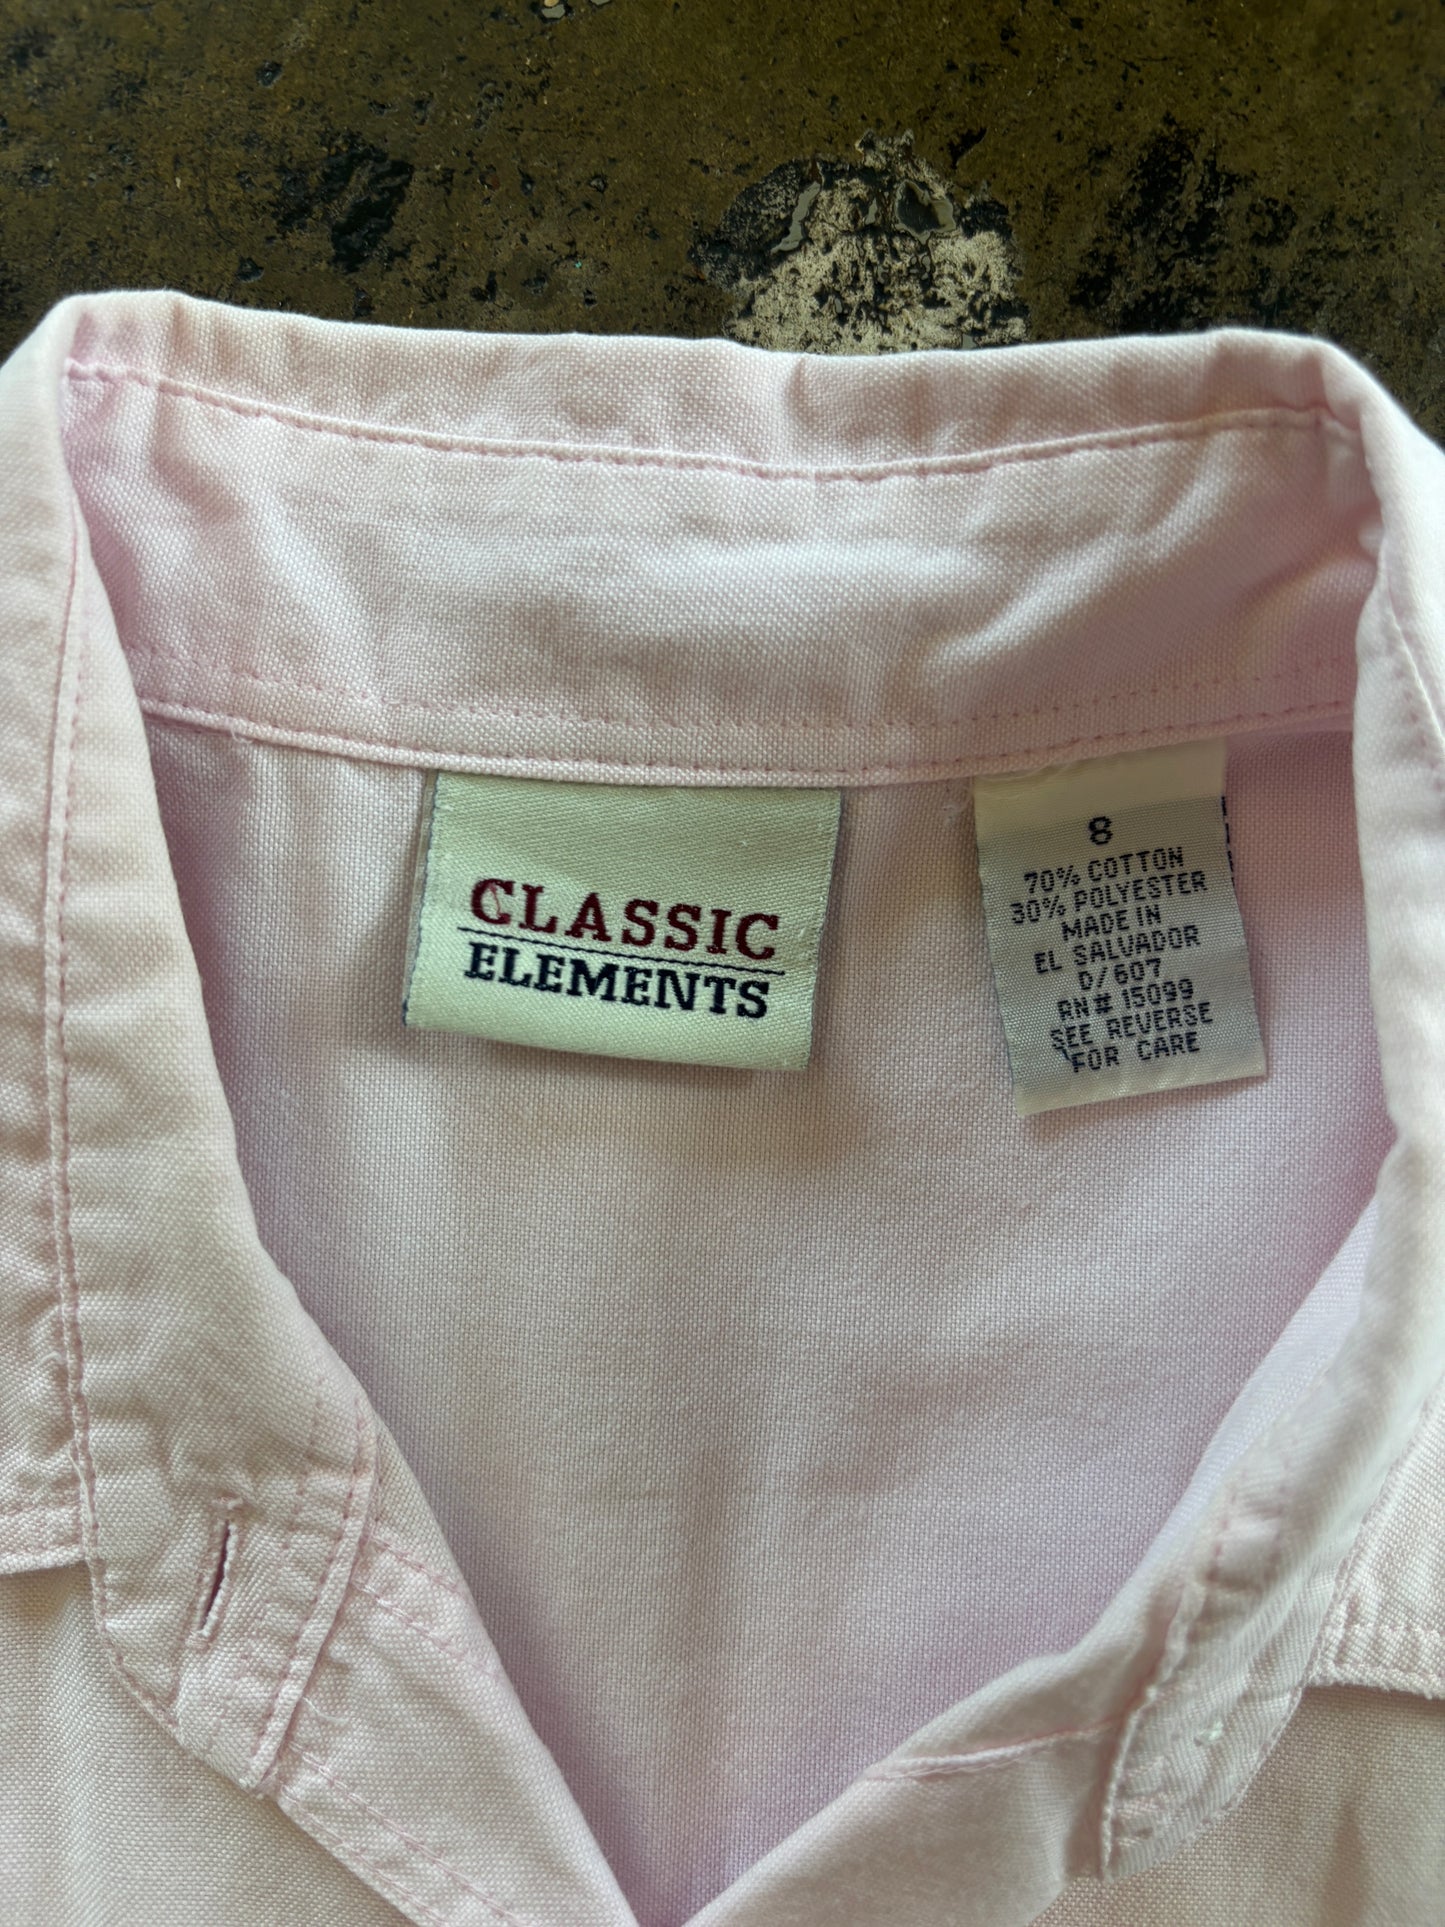 CLASSIC
ELEMENTS
8
70% COTTON
30% POLYESTER
MADE IN
EL SALVADOR
D/607
RN# 15099
SEE REVERSE
FOR CARE